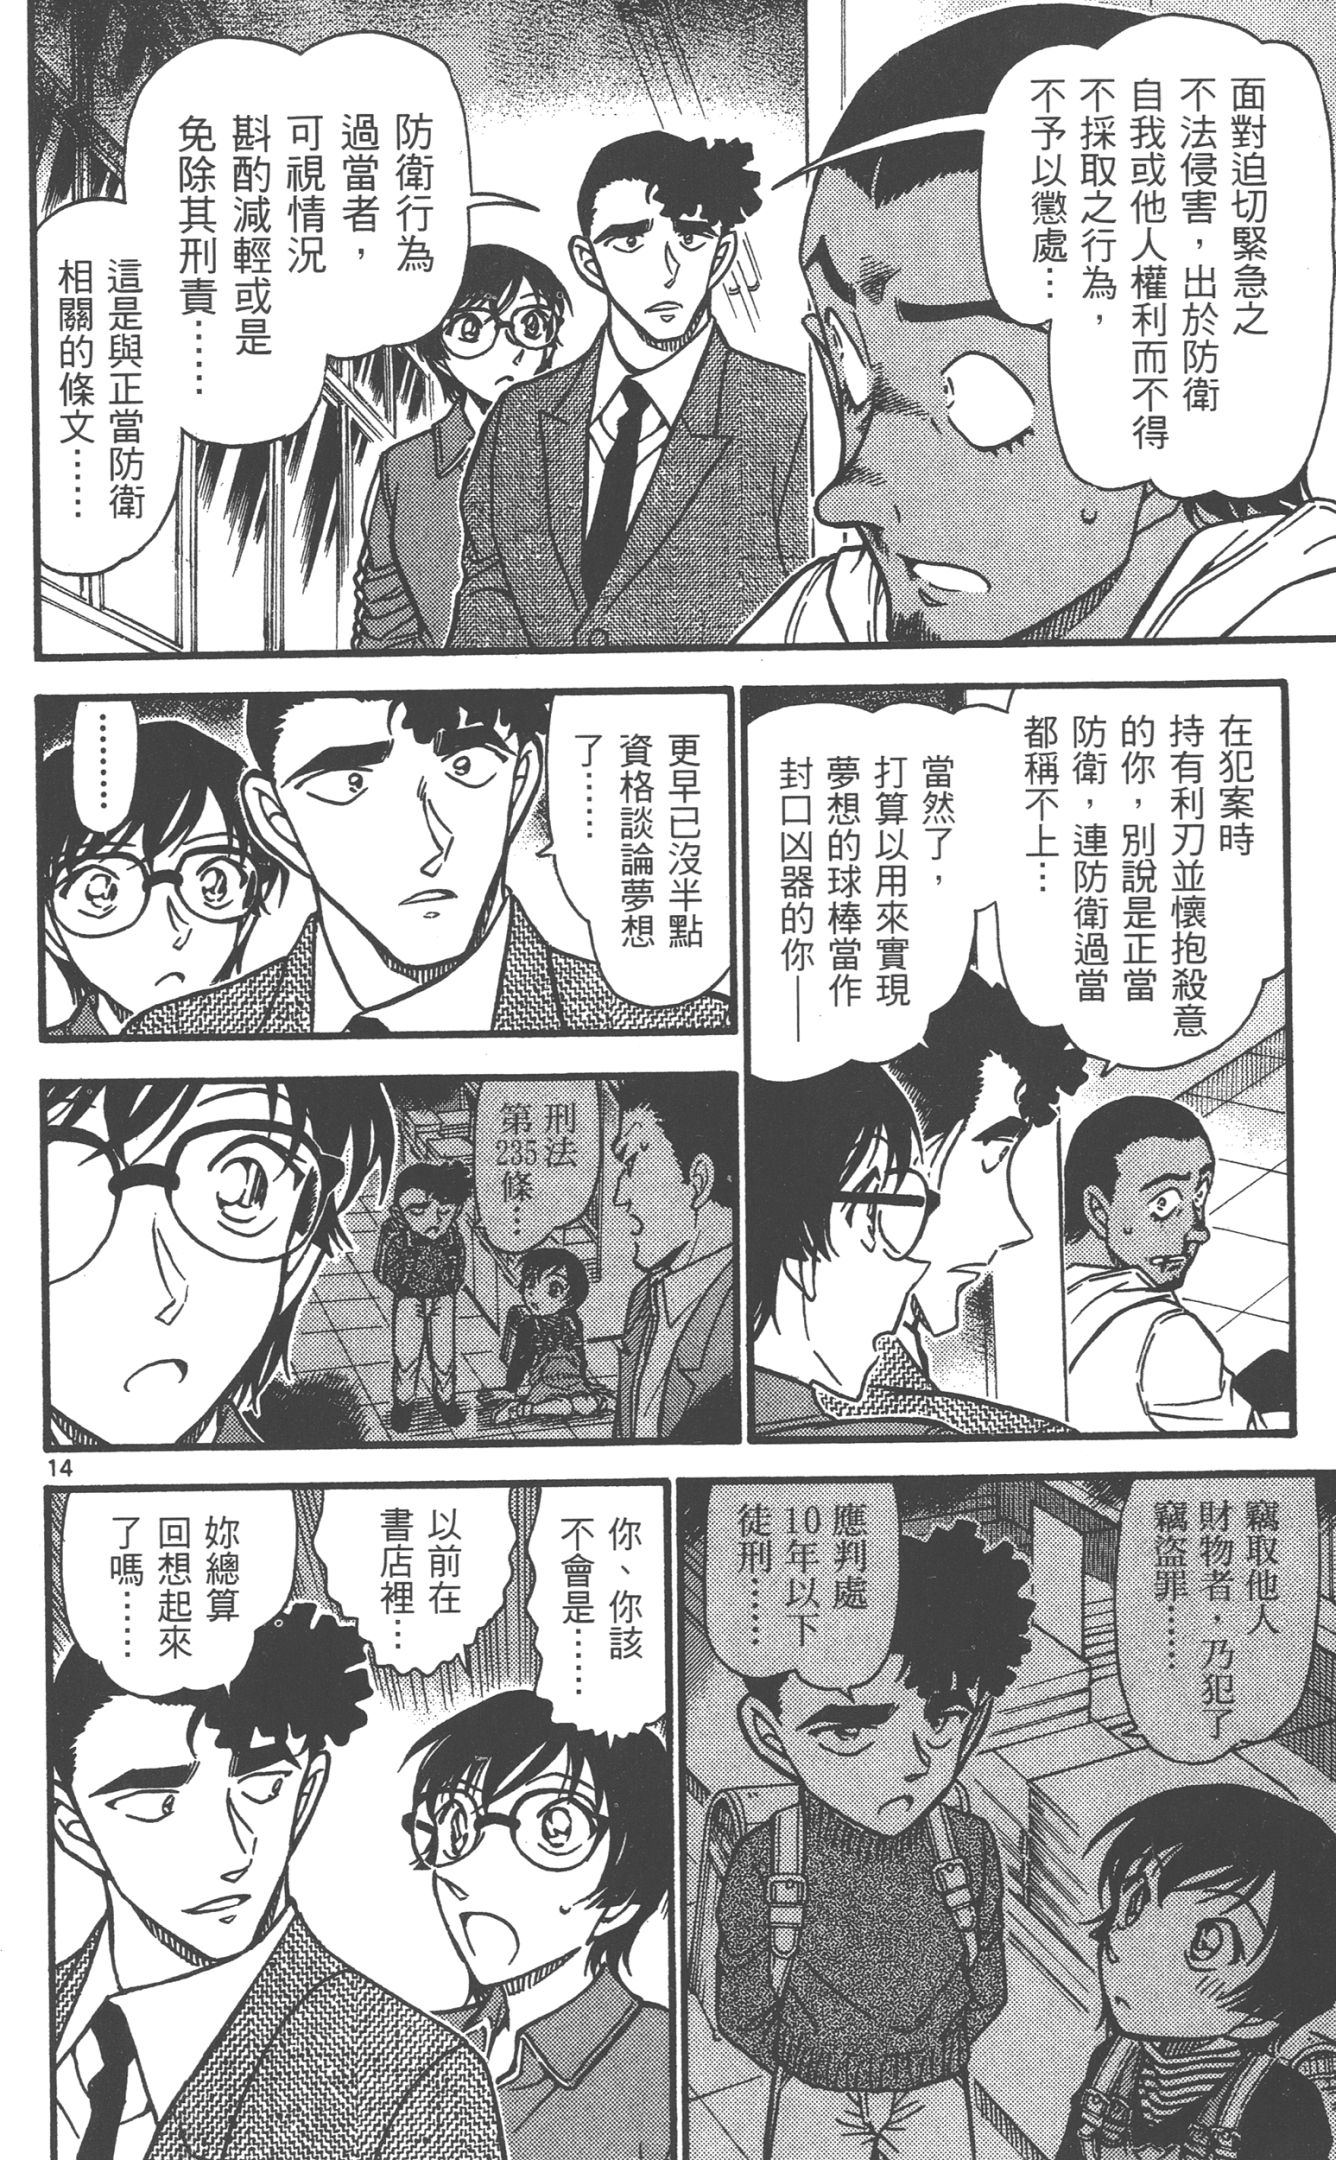 面對迫切緊急之
不法侵害，出於防衛
自我或他人權利而不得
不採取之行為，
不予以懲處…
防衛行為
過當者，
可視情況
斟酌減輕或是
免除其刑責……
這是與正當防衛
相關的條文……
在犯案時
持有利刃並懷抱殺意
的你，別說是正當
防衛，連防衛過當
都稱不上…
當然了，
打算以用來實現
夢想的球棒當作
封口凶器的你——
更早已沒半點
資格談論夢想
了……
………
刑法
第
235
條…
竊取他人
財物者，乃犯了
竊盜罪……
應判處
10年以下
徒刑……
你、你該
不會是……
以前在
書店裡…
妳總算
回想起來
了嗎……
14